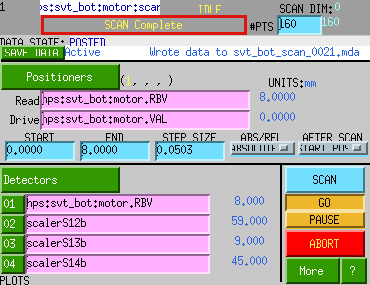 1 ps:svt_bot:motor:scar IDLE SCAN DIM: 0
SCAN Complete #PTS 160 160
DATA STATE: POSTED
SAVE DATA Active Wrote data to svt_bot_scan_0021.mda
Positioners (1, , , ) UNITS: mm
Read hps:svt_bot:motor.RBV 8.0000
Drive hps:svt_bot:motor.VAL 0.0000
START END STEP SIZE ABS/REL AFTER SCAN
0.0000 8.0000 0.0503 ABSOLUTE START POS
Detectors SCAN
01 hps:svt_bot:motor.RBV 8.000 GO
02 scalerS12b 59.000 PAUSE
03 scalerS13b 9.000 ABORT
04 scalerS14b 45.000 More ?
PLOTS